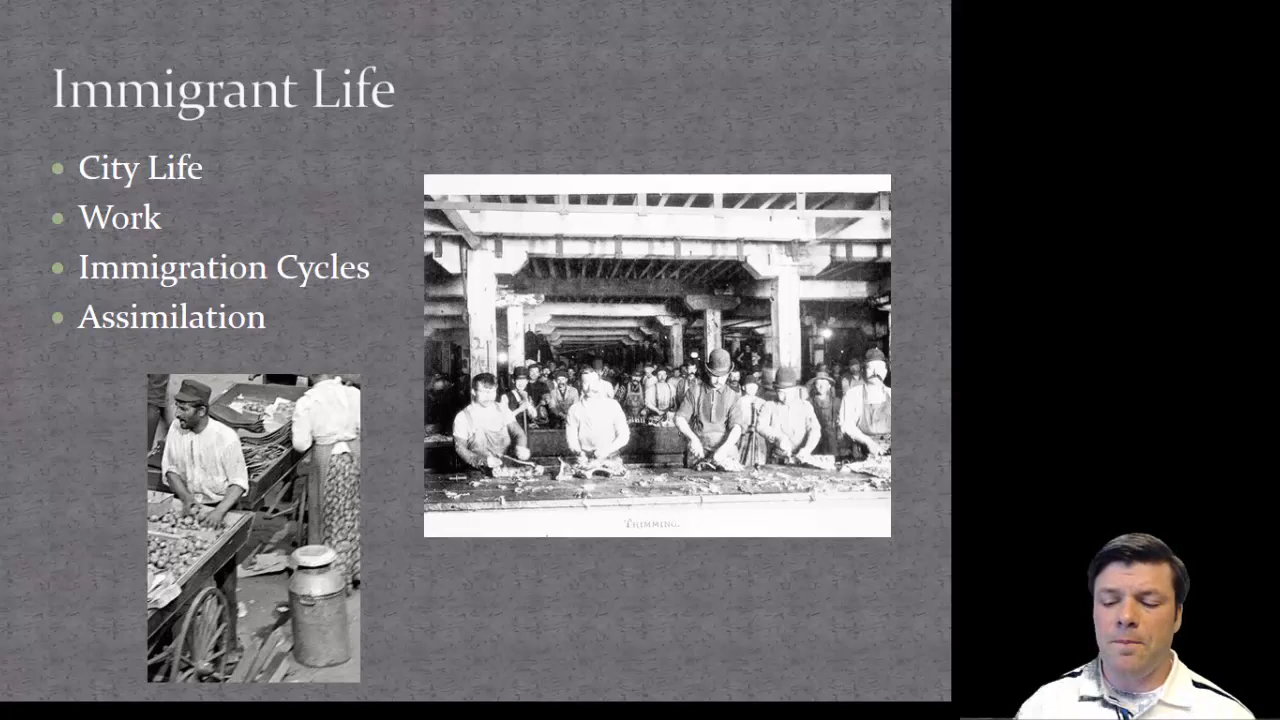 Immigrant Life
City Life
Work
Immigration Cycles
Assimilation
TRIMMING.